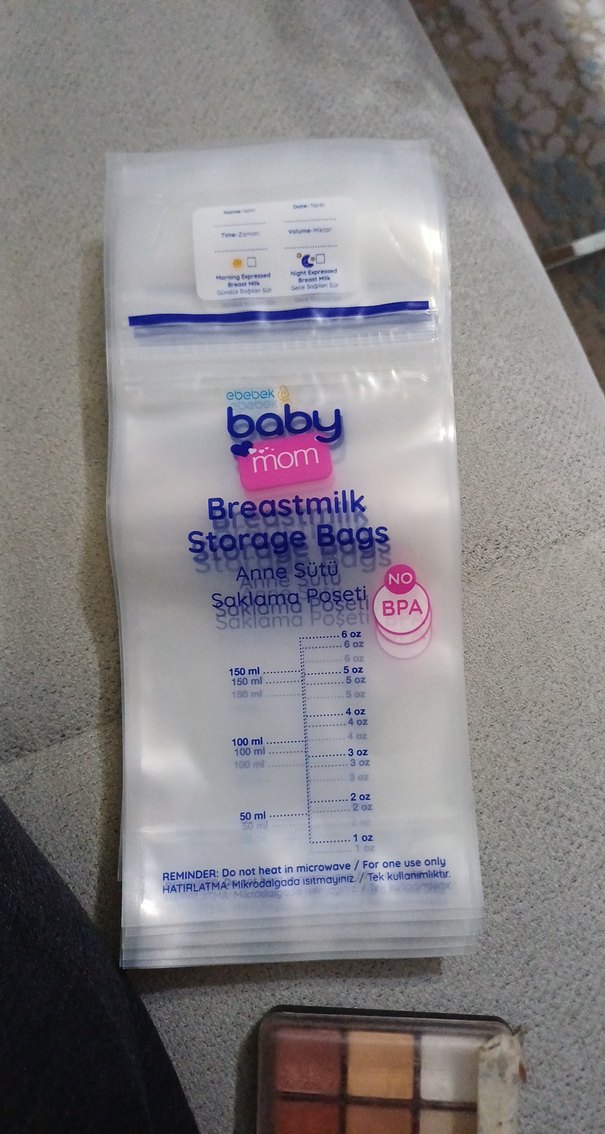 Name-İsim Date-Tarih
Time-Zaman Volume-Miktar
Morning Expressed Breast Milk
Gündüz Sağılan Süt
Night Expressed Breast Milk
Gece Sağılan Süt
ebebek
baby
mom
Breastmilk
Storage Bags
Anne Sütü
Saklama Poşeti
NO
BPA
6 oz
150 ml 5 oz
4 oz
100 ml 3 oz
2 oz
50 ml
1 oz
REMINDER: Do not heat in microwave / For one use only
HATIRLATMA: Mikrodalgada ısıtmayınız. / Tek kullanımlıktır.